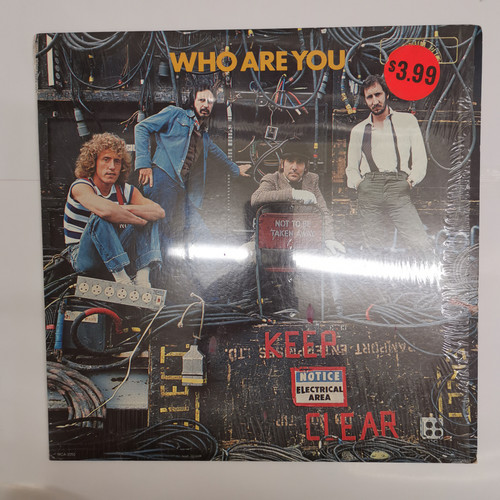 WHO ARE YOU
$3.99
NOT TO BE
TAKEN AWAY
KEEP
NOTICE
ELECTRICAL
AREA
CLEAR